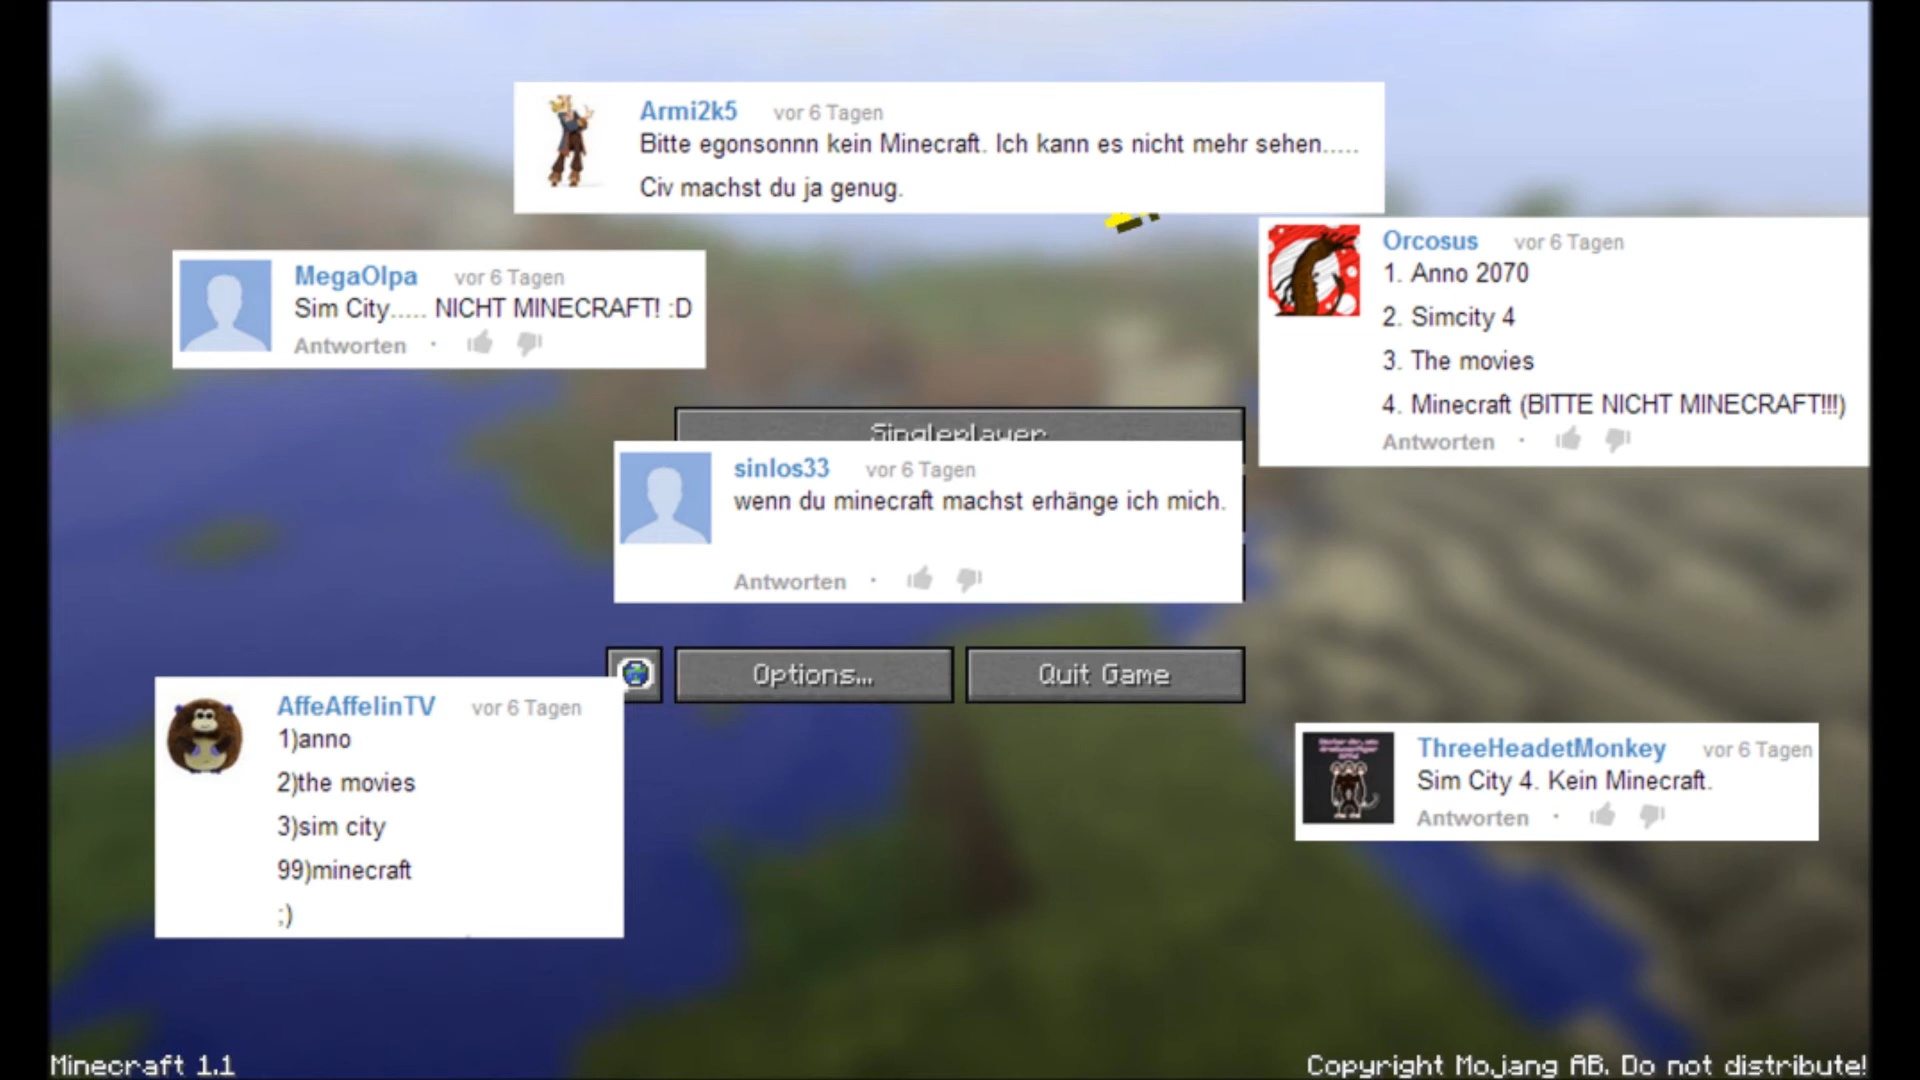 Armi2k5 vor 6 Tagen
Bitte egonsonnn kein Minecraft. Ich kann es nicht mehr sehen.....
Civ machst du ja genug.
MegaOlpa vor 6 Tagen
Sim City..... NICHT MINECRAFT! :D
Antworten ·
Orcosus vor 6 Tagen
1. Anno 2070
2. Simcity 4
3. The movies
4. Minecraft (BITTE NICHT MINECRAFT!!!)
Antworten ·
Singleplayer
sinlos33 vor 6 Tagen
wenn du minecraft machst erhänge ich mich.
Antworten ·
Options... Quit Game
AffeAffelinTV vor 6 Tagen
1)anno
2)the movies
3)sim city
99)minecraft
;)
ThreeHeadetMonkey vor 6 Tagen
Sim City 4. Kein Minecraft.
Antworten ·
Minecraft 1.1
Copyright Mojang AB. Do not distribute!